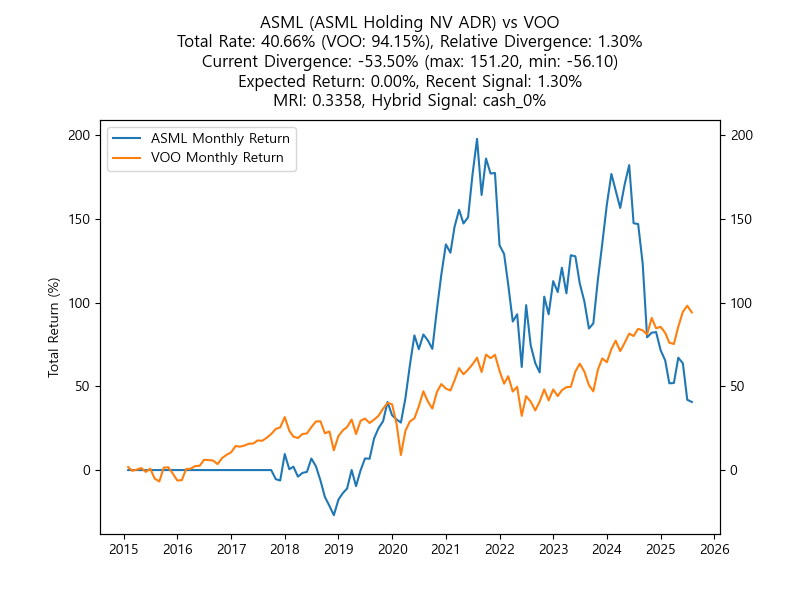 ASML (ASML Holding NV ADR) vs VOO
Total Rate: 40.66% (VOO: 94.15%), Relative Divergence: 1.30%
Current Divergence: -53.50% (max: 151.20, min: -56.10)
Expected Return: 0.00%, Recent Signal: 1.30%
MRI: 0.3358, Hybrid Signal: cash_0%
ASML Monthly Return
VOO Monthly Return
Total Return (%)
200
150
100
50
0
200
150
100
50
0
2015 2016 2017 2018 2019 2020 2021 2022 2023 2024 2025 2026